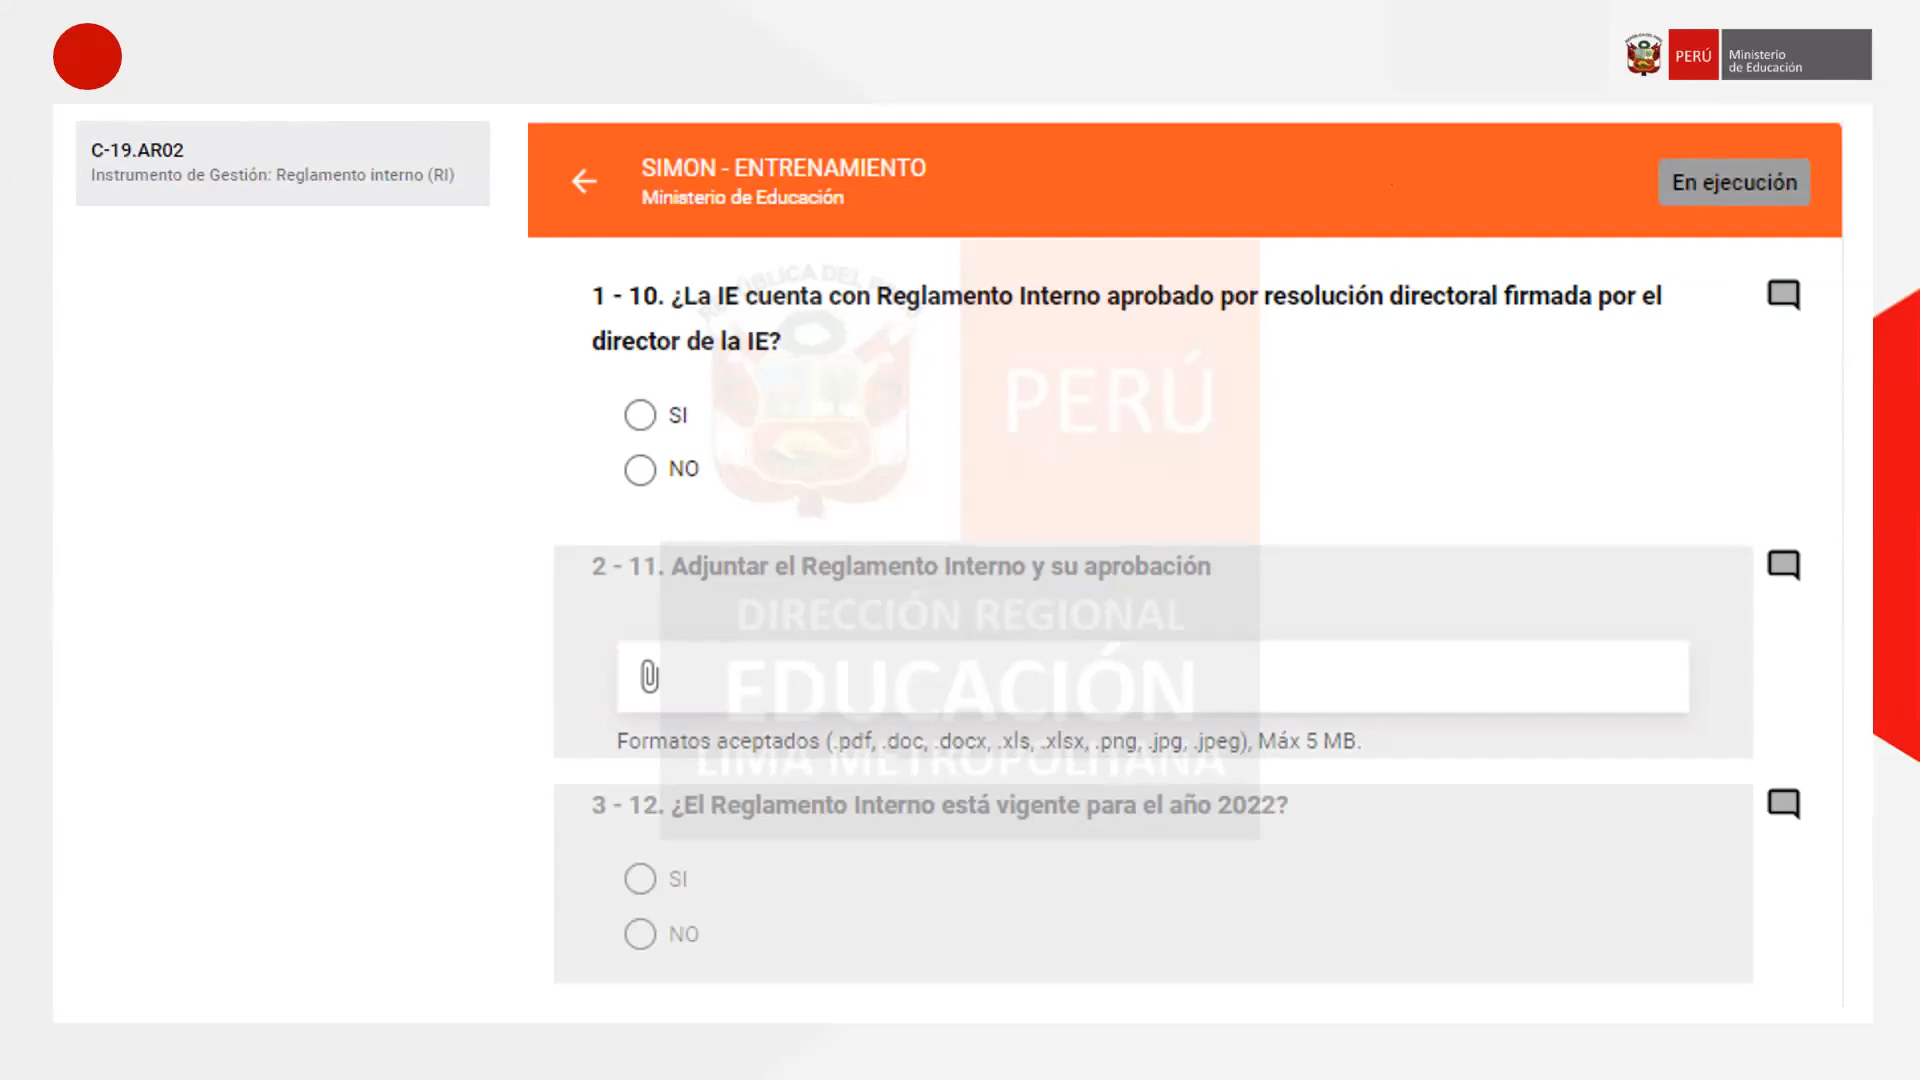 PERÚ
Ministerio
de Educación
C-19.AR02
Instrumento de Gestión: Reglamento interno (RI)
SIMON - ENTRENAMIENTO
Ministerio de Educación
En ejecución
1 - 10. ¿La IE cuenta con Reglamento Interno aprobado por resolución directoral firmada por el
director de la IE?
SI
NO
PERÚ
2 - 11. Adjuntar el Reglamento Interno y su aprobación
DIRECCIÓN REGIONAL
EDUCACIÓN
Formatos aceptados (.pdf, .doc, .docx, .xls, .xlsx, .png, .jpg, .jpeg), Máx 5 MB.
LIMA METROPOLITANA
3 - 12. ¿El Reglamento Interno está vigente para el año 2022?
SI
NO